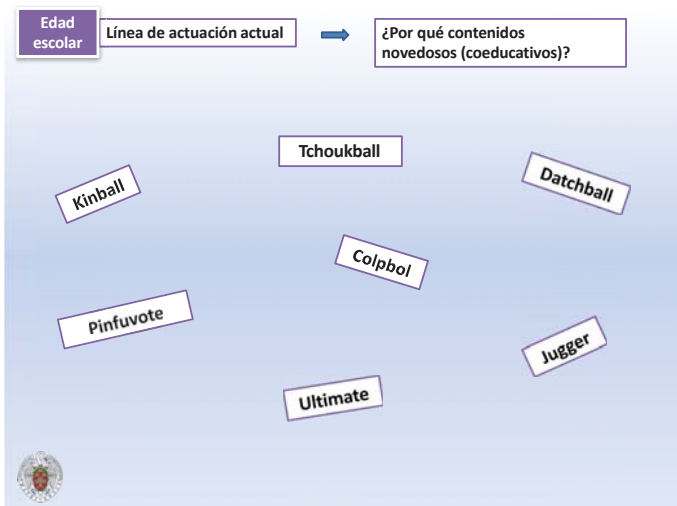 Edad
escolar
Línea de actuación actual
¿Por qué contenidos
novedosos (coeducativos)?
Tchoukball
Kinball
Datchball
Colpbol
Pinfuvote
Jugger
Ultimate